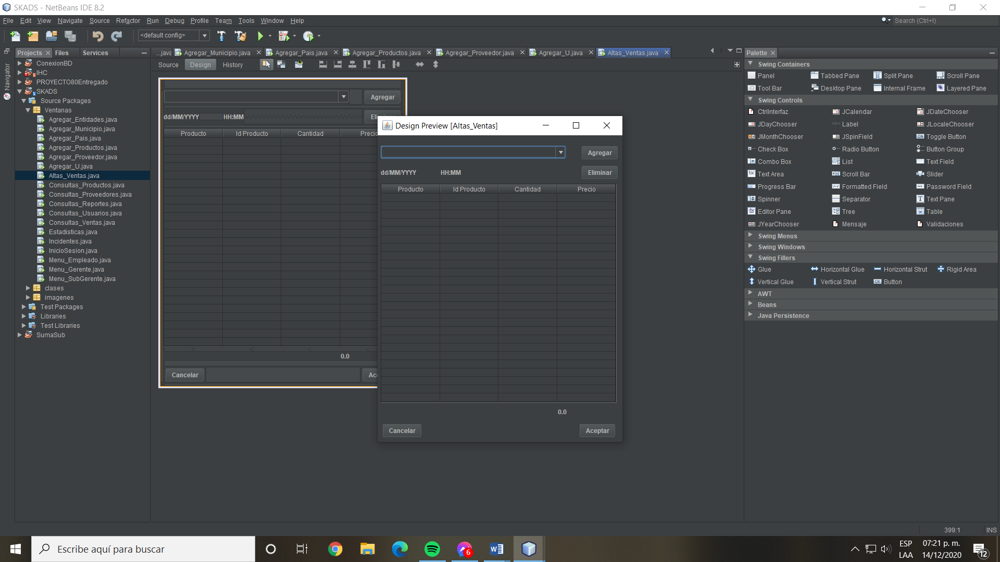 SKADS - NetBeans IDE 8.2
File Edit View Navigate Source Refactor Run Debug Profile Team Tools Window Help
Search (Ctrl+I)
<default config>
Projects Files Services
...java Agregar_Municipio.java Agregar_Pais.java Agregar_Productos.java Agregar_Proveedor.java Agregar_U.java Altas_Ventas.java
Source Design History
Navigator
ConexionBD
IHC
PROYECTO80Entregado
SKADS
Source Packages
Ventanas
Agregar_Entidades.java
Agregar_Municipio.java
Agregar_Pais.java
Agregar_Productos.java
Agregar_Proveedor.java
Agregar_U.java
Altas_Ventas.java
Consultas_Productos.java
Consultas_Proveedores.java
Consultas_Reportes.java
Consultas_Usuarios.java
Consultas_Ventas.java
Estadisticas.java
Incidentes.java
InicioSesion.java
Menu_Empleado.java
Menu_Gerente.java
Menu_SubGerente.java
clases
imagenes
Test Packages
Libraries
Test Libraries
SumaSub
Agregar
dd/MM/YYYY HH:MM
Producto Id Producto Cantidad
0.0
Cancelar
Design Preview [Altas_Ventas]
Agregar
dd/MM/YYYY HH:MM Eliminar
Producto Id Producto Cantidad Precio
0.0
Cancelar Aceptar
Palette
Swing Containers
Panel Tabbed Pane Split Pane Scroll Pane
Tool Bar Desktop Pane Internal Frame Layered Pane
Swing Controls
CtrlInterfaz JCalendar JDateChooser
JDayChooser Label JLocaleChooser
JMonthChooser JSpinField Toggle Button
Check Box Radio Button Button Group
Combo Box List Text Field
Text Area Scroll Bar Slider
Progress Bar Formatted Field Password Field
Spinner Separator Text Pane
Editor Pane Tree Table
JYearChooser Mensaje Validaciones
Swing Menus
Swing Windows
Swing Fillers
Glue Horizontal Glue Horizontal Strut Rigid Area
Vertical Glue Vertical Strut Button
AWT
Beans
Java Persistence
399:1 INS
Escribe aquí para buscar
6
ESP 07:21 p. m.
LAA 14/12/2020
12